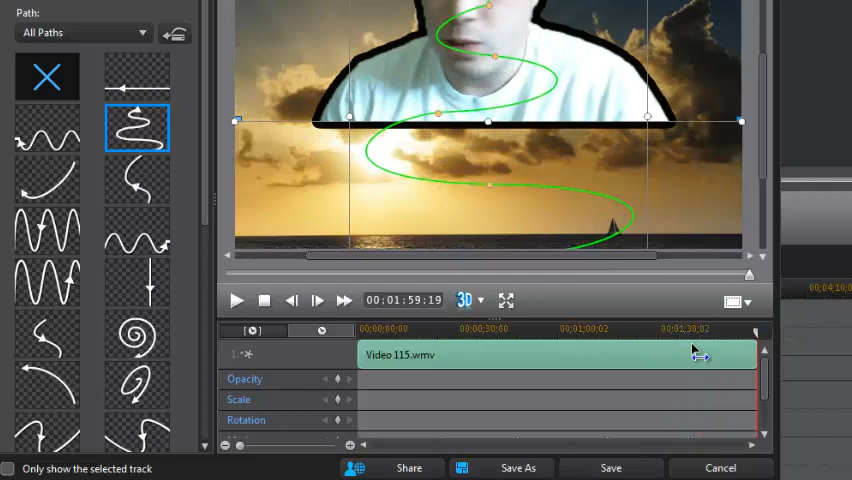 Path:
All Paths
00;01;59;19
3D
00;04;10;0
00;00;00;00
00;00;30;00
00;01;00;02
00;01;30;02
1.
Video 115.wmv
Opacity
Scale
Rotation
Only show the selected track
Share
Save As
Save
Cancel